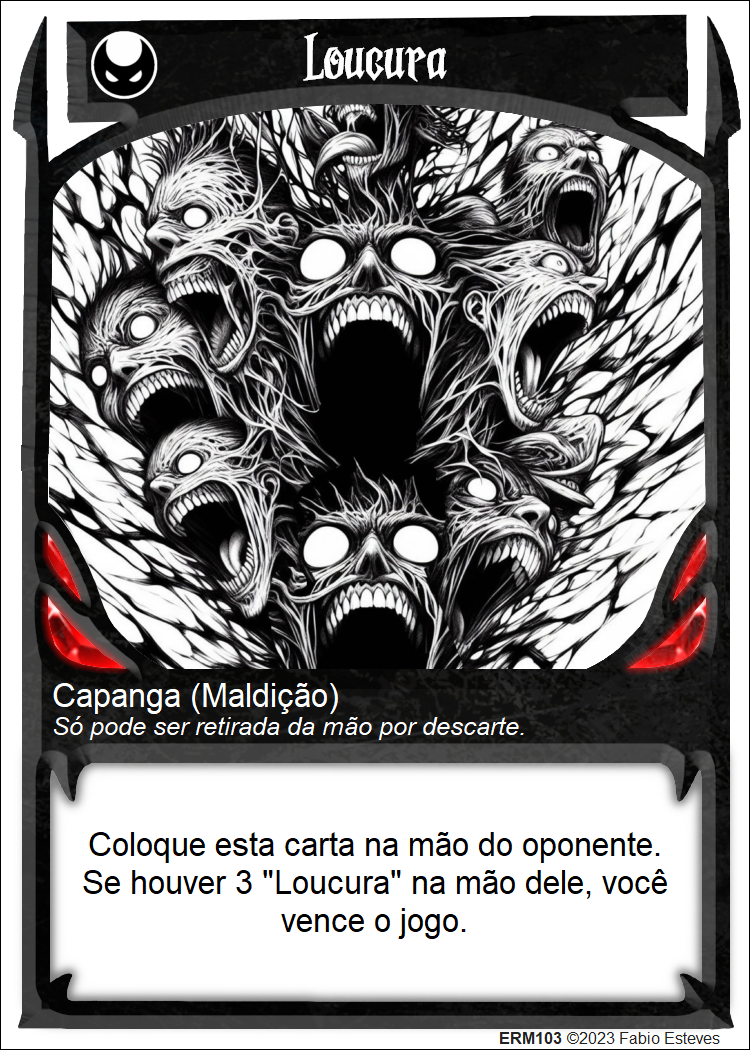 Loucura
Capanga (Maldição)
Só pode ser retirada da mão por descarte.
Coloque esta carta na mão do oponente.
Se houver 3 "Loucura" na mão dele, você
vence o jogo.
ERM103 ©2023 Fabio Esteves